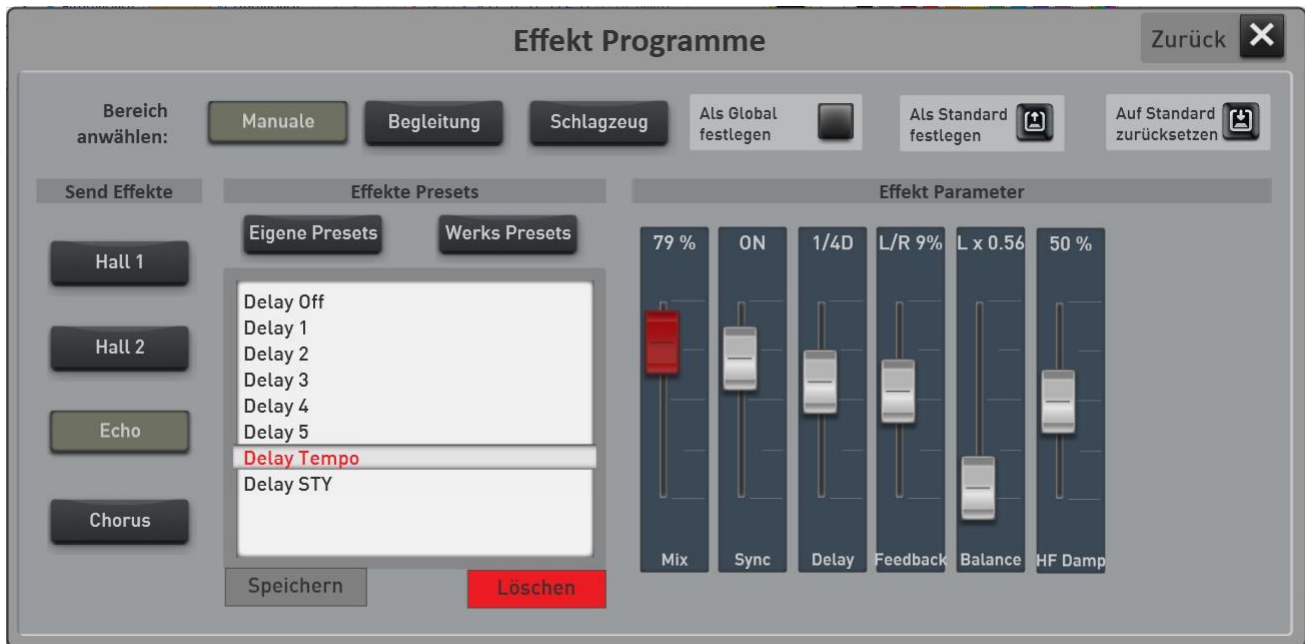 Effekt Programme
Zurück
Bereich
anwählen:
Manuale
Begleitung
Schlagzeug
Als Global
festlegen
Als Standard
festlegen
Auf Standard
zurücksetzen
Send Effekte
Effekte Presets
Effekt Parameter
Hall 1
Hall 2
Echo
Chorus
Eigene Presets
Werks Presets
Delay Off
Delay 1
Delay 2
Delay 3
Delay 4
Delay 5
Delay Tempo
Delay STY
Speichern
Löschen
79 %
ON
1/4D
L/R 9%
L x 0.56
50 %
Mix
Sync
Delay
Feedback
Balance
HF Damp